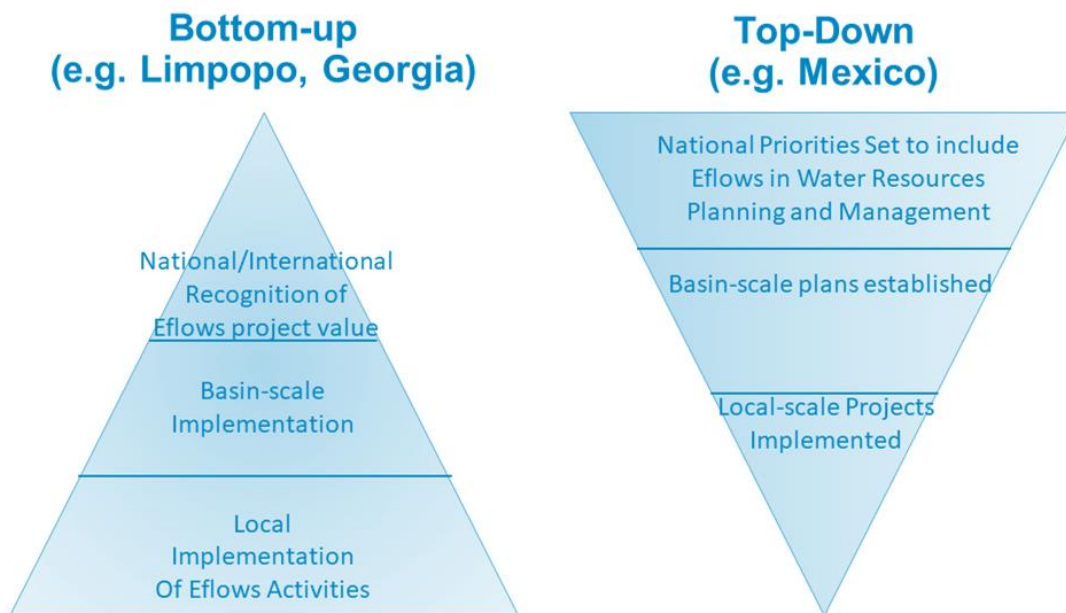 Bottom-up
(e.g. Limpopo, Georgia)
National/International
Recognition of
Eflows project value
Basin-scale
Implementation
Local
Implementation
Of Eflows Activities
Top-Down
(e.g. Mexico)
National Priorities Set to include
Eflows in Water Resources
Planning and Management
Basin-scale plans established
Local-scale Projects
Implemented